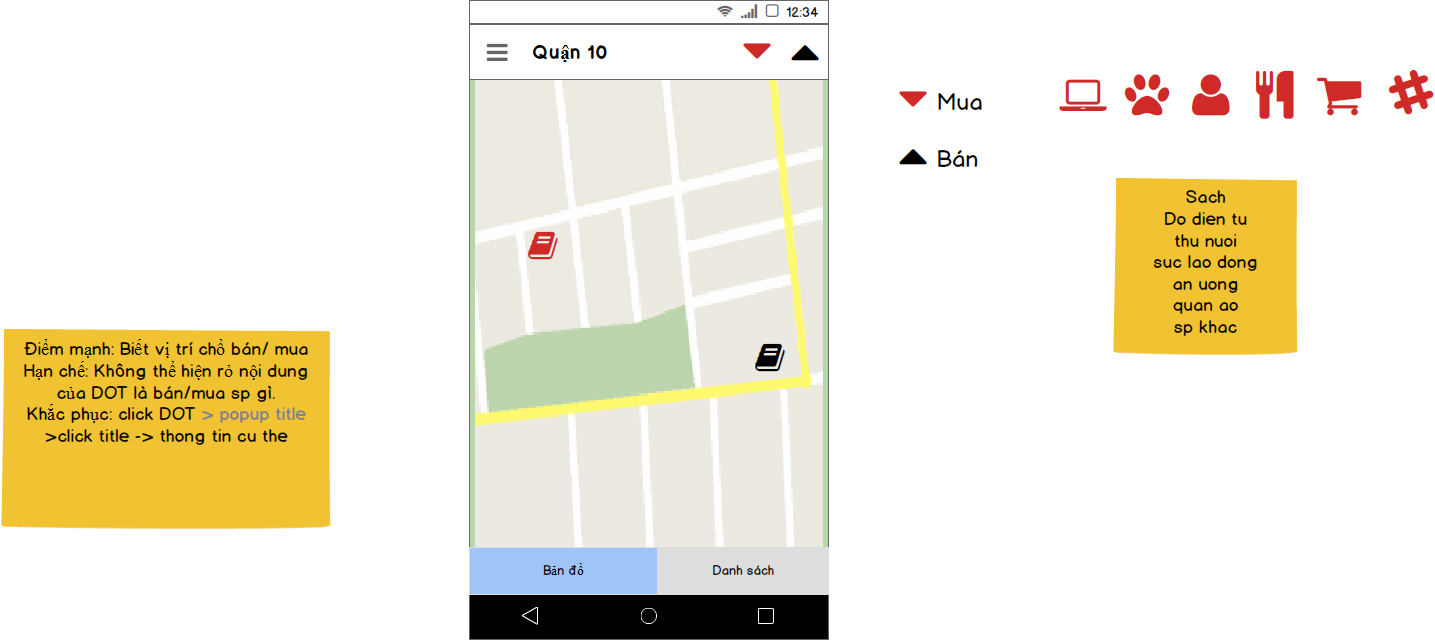 12:34
Quận 10
Mua
Bán
Sach
Do dien tu
thu nuoi
suc lao dong
an uong
quan ao
sp khac
Điểm mạnh: Biết vị trí chổ bán/ mua
Hạn chế: Không thể hiện rỏ nội dung
của DOT là bán/mua sp gì.
Khắc phục: click DOT > popup title
>click title -> thong tin cu the
Bản đồ
Danh sách